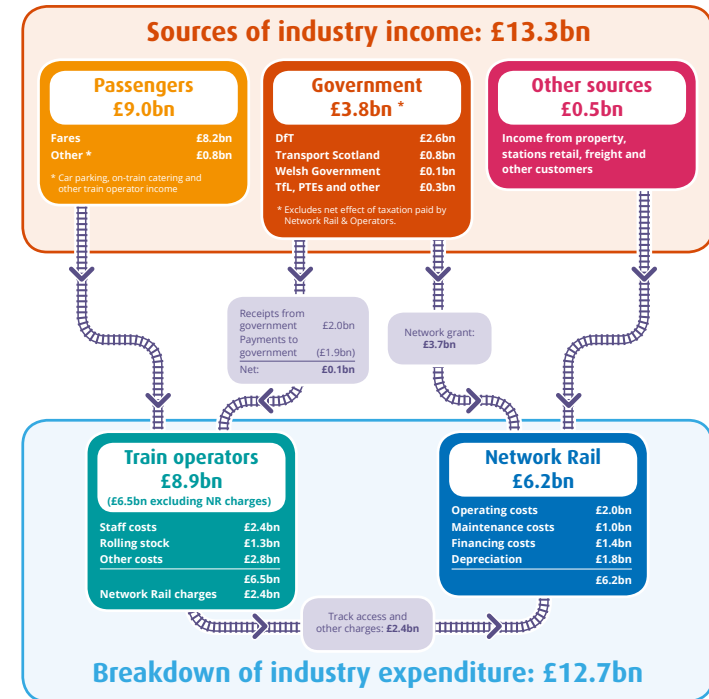 Sources of industry income: £13.3bn
Passengers
£9.0bn
Fares £8.2bn
Other * £0.8bn
* Car parking, on-train catering and
other train operator income
Government
£3.8bn *
DfT £2.6bn
Transport Scotland £0.8bn
Welsh Government £0.1bn
TfL, PTEs and other £0.3bn
* Excludes net effect of taxation paid by
Network Rail & Operators.
Other sources
£0.5bn
Income from property,
stations retail, freight and
other customers
Receipts from
government £2.0bn
Payments to
government (£1.9bn)
Net: £0.1bn
Network grant:
£3.7bn
Train operators
£8.9bn
(£6.5bn excluding NR charges)
Staff costs £2.4bn
Rolling stock £1.3bn
Other costs £2.8bn
£6.5bn
Network Rail charges £2.4bn
Network Rail
£6.2bn
Operating costs £2.0bn
Maintenance costs £1.0bn
Financing costs £1.4bn
Depreciation £1.8bn
£6.2bn
Track access and
other charges: £2.4bn
Breakdown of industry expenditure: £12.7bn